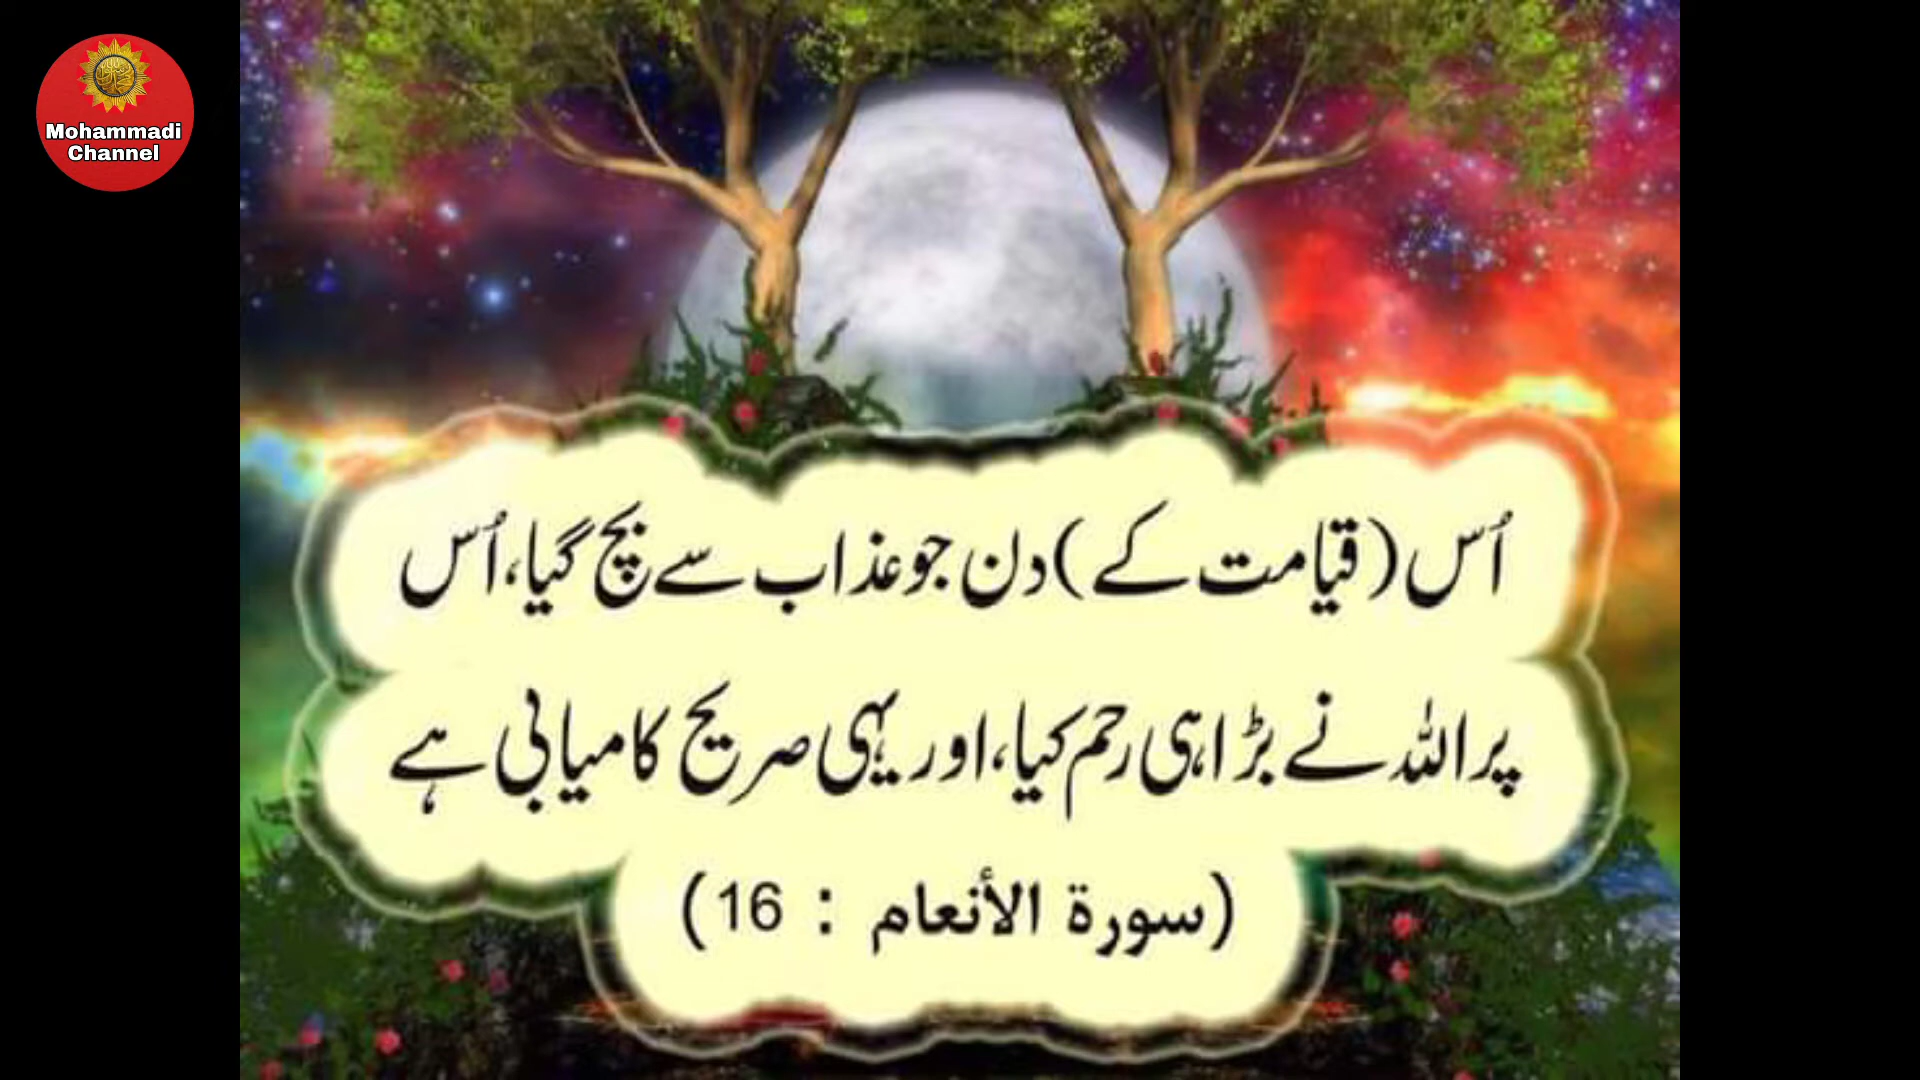 Mohammadi
Channel
اُس (قیامت کے) دن جو عذاب سے بچ گیا، اُس
پر اللہ نے بڑا ہی رحم کیا، اور یہی صریح کامیابی ہے
(سورة الأنعام : 16)